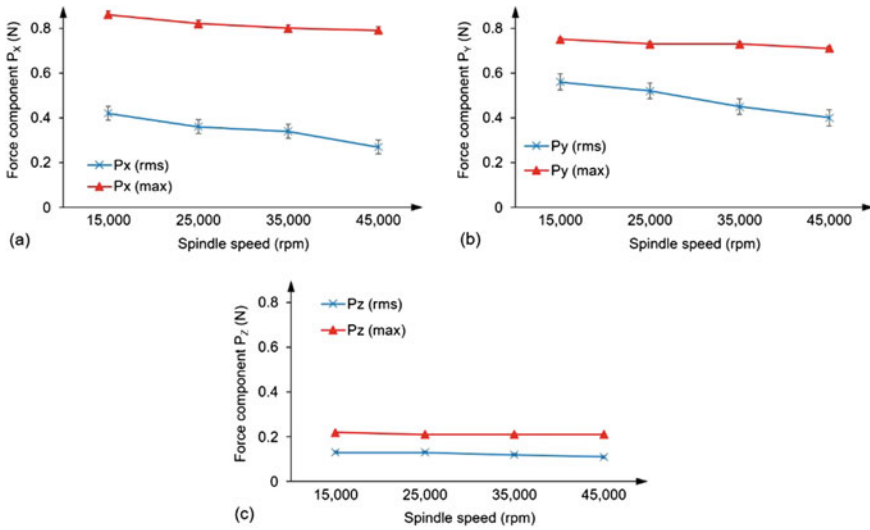 Force component Px (N)
0.8
0.6
0.4
0.2
0
Px (rms)
Px (max)
15,000 25,000 35,000 45,000
Spindle speed (rpm)
(a)
Force component PY (N)
0.8
0.6
0.4
0.2
0
Py (rms)
Py (max)
15,000 25,000 35,000 45,000
Spindle speed (rpm)
(b)
Force component Pz (N)
0.8
0.6
0.4
0.2
0
Pz (rms)
Pz (max)
15,000 25,000 35,000 45,000
Spindle speed (rpm)
(c)